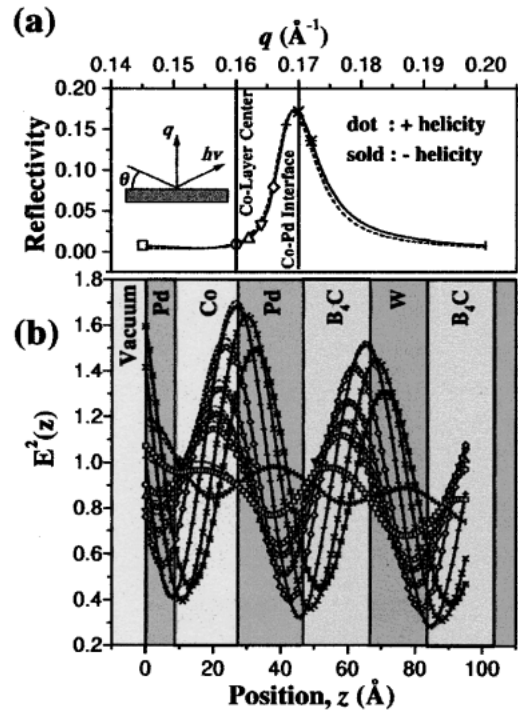 (a)
q (Å⁻¹)
0.14 0.15 0.16 0.17 0.18 0.19 0.20
Reflectivity
0.20
0.15
0.10
0.05
0.00
q
hν
θ
Co-Layer Center
Co-Pd Interface
dot : + helicity
sold : - helicity
(b)
E²(z)
1.8
1.6
1.4
1.2
1.0
0.8
0.6
0.4
0.2
Vacuum
Pd
Co
Pd
B₄C
W
B₄C
0 20 40 60 80 100
Position, z (Å)